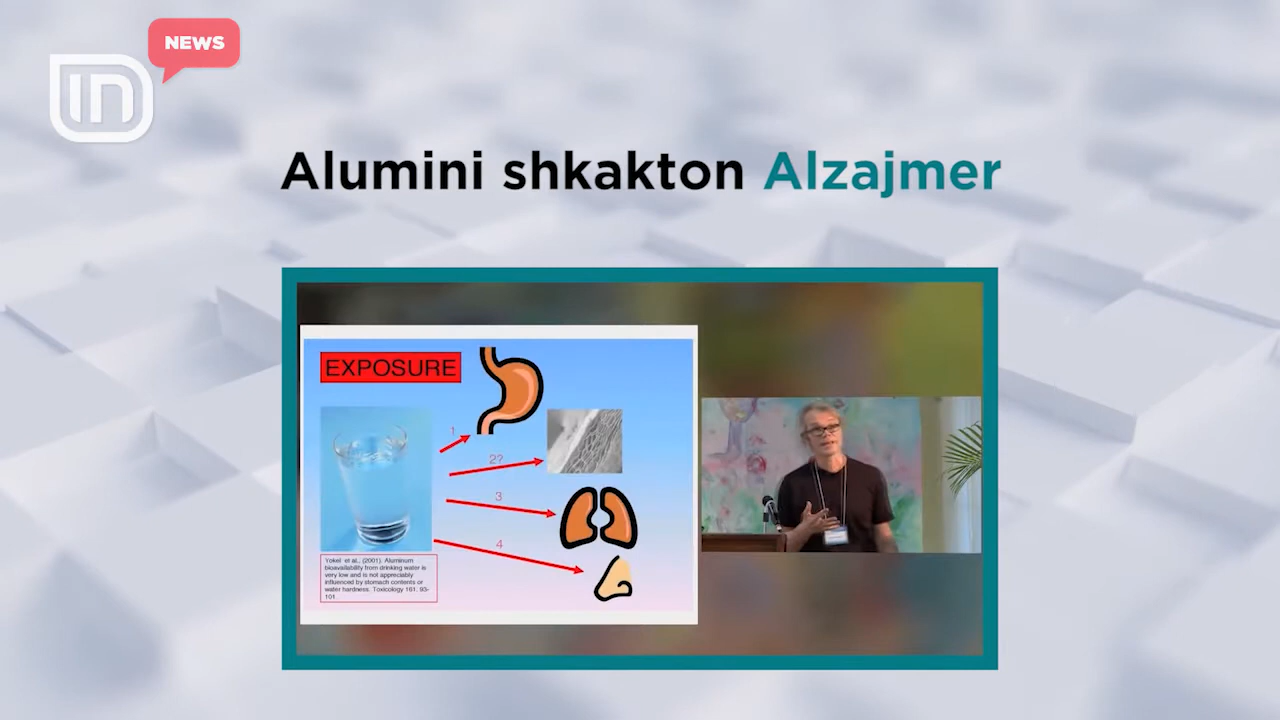 NEWS
IN
Alumini shkakton Alzajmer
EXPOSURE
1
2?
3
4
Yokel et al., (2001). Aluminum
bioavailability from drinking water is
very low and is not appreciably
influenced by stomach contents or
water hardness. Toxicology 161. 93-
101